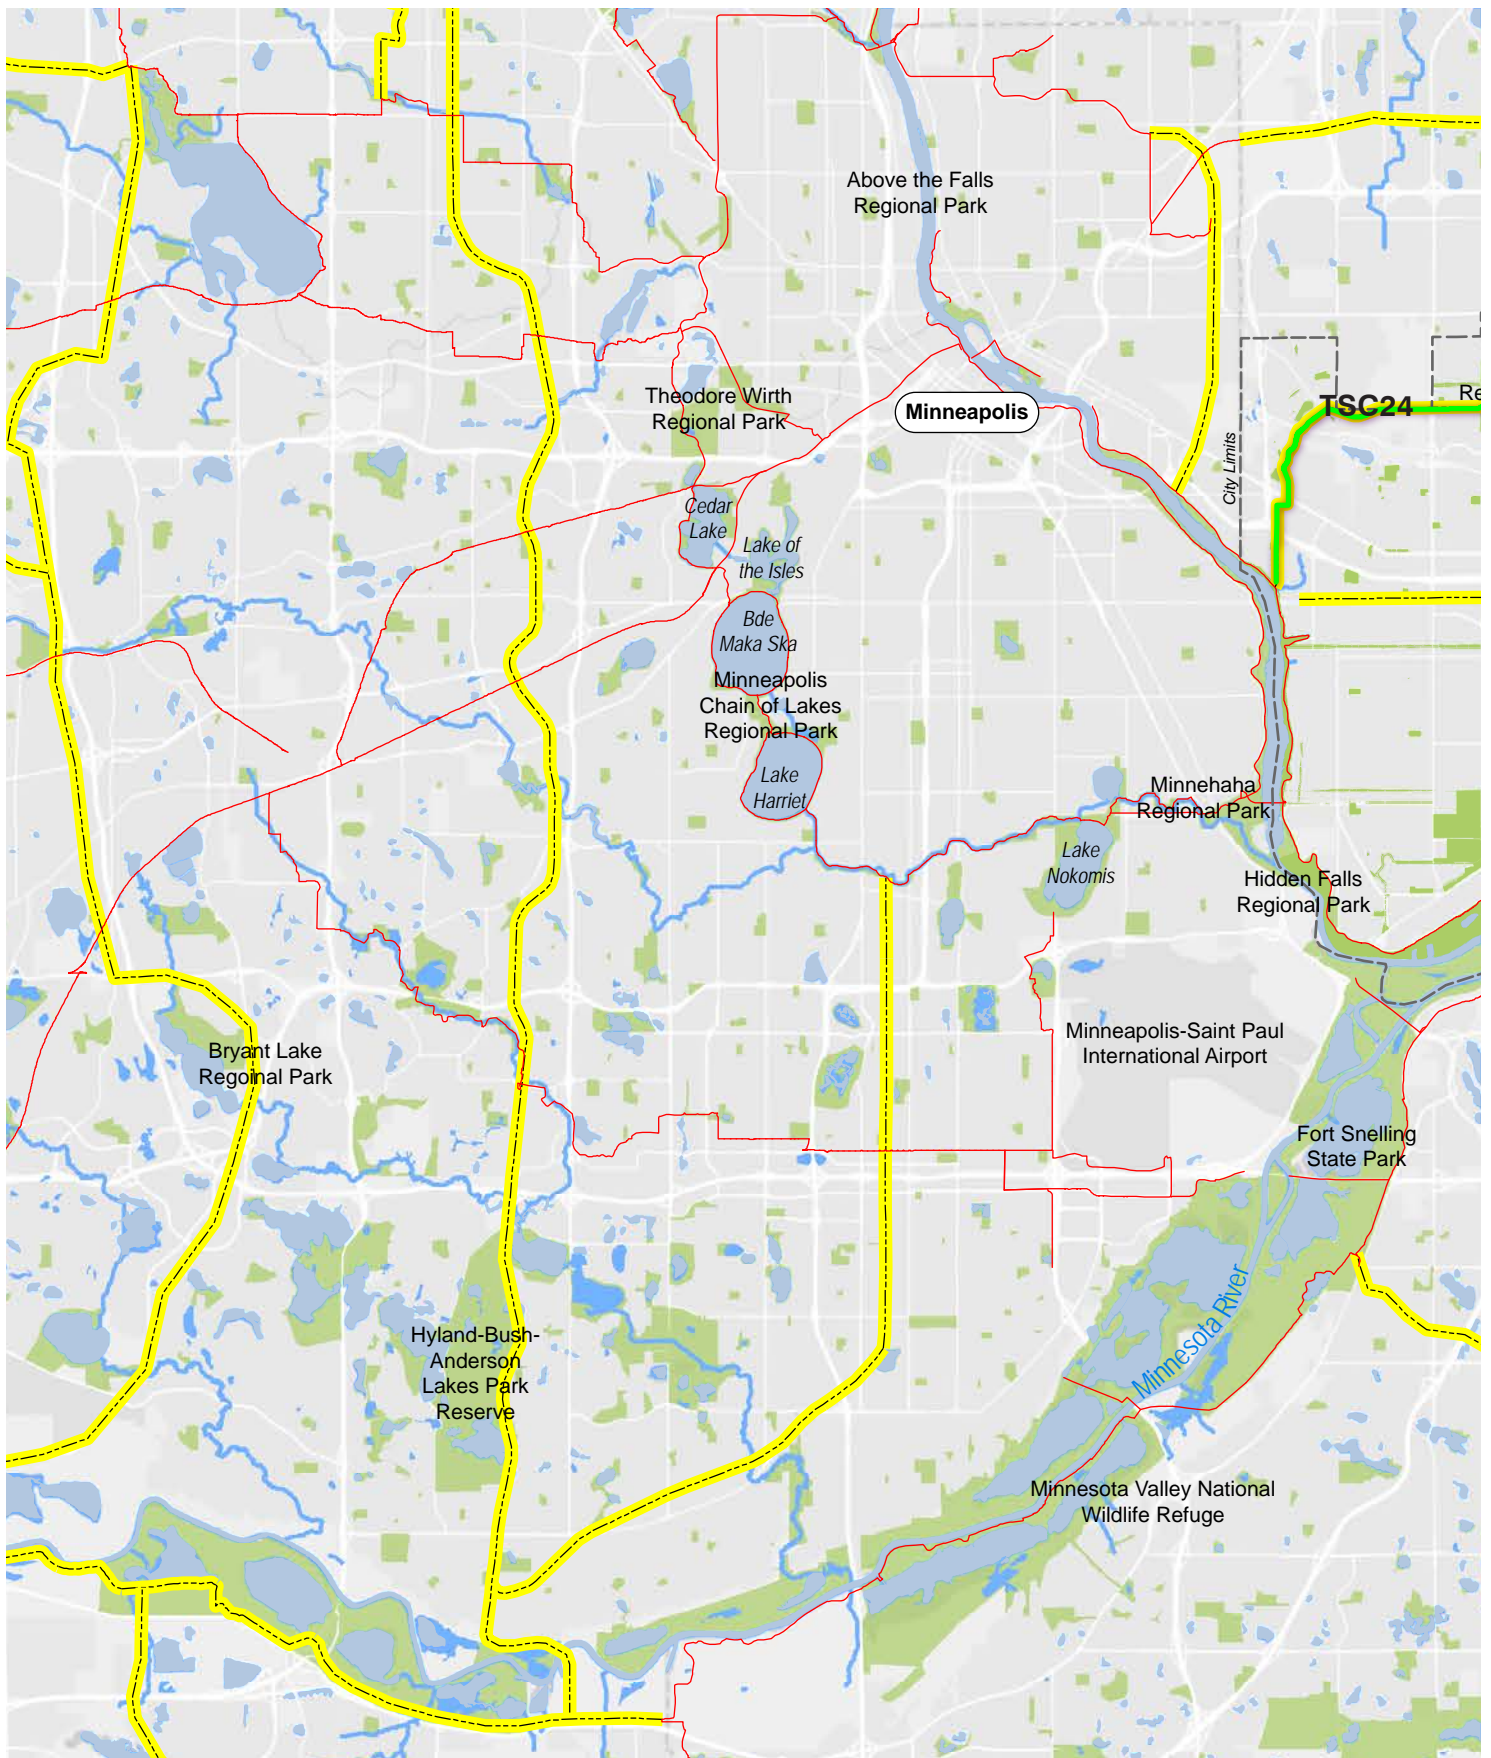 Above the Falls
Regional Park
Theodore Wirth
Regional Park
Minneapolis
TSC24
Re
City Limits
Cedar
Lake
Lake of
the Isles
Bde
Maka Ska
Minneapolis
Chain of Lakes
Regional Park
Lake
Harriet
Minnehaha
Regional Park
Lake
Nokomis
Hidden Falls
Regional Park
Minneapolis-Saint Paul
International Airport
Bryant Lake
Regoinal Park
Fort Snelling
State Park
Minnesota River
Hyland-Bush-
Anderson
Lakes Park
Reserve
Minnesota Valley National
Wildlife Refuge